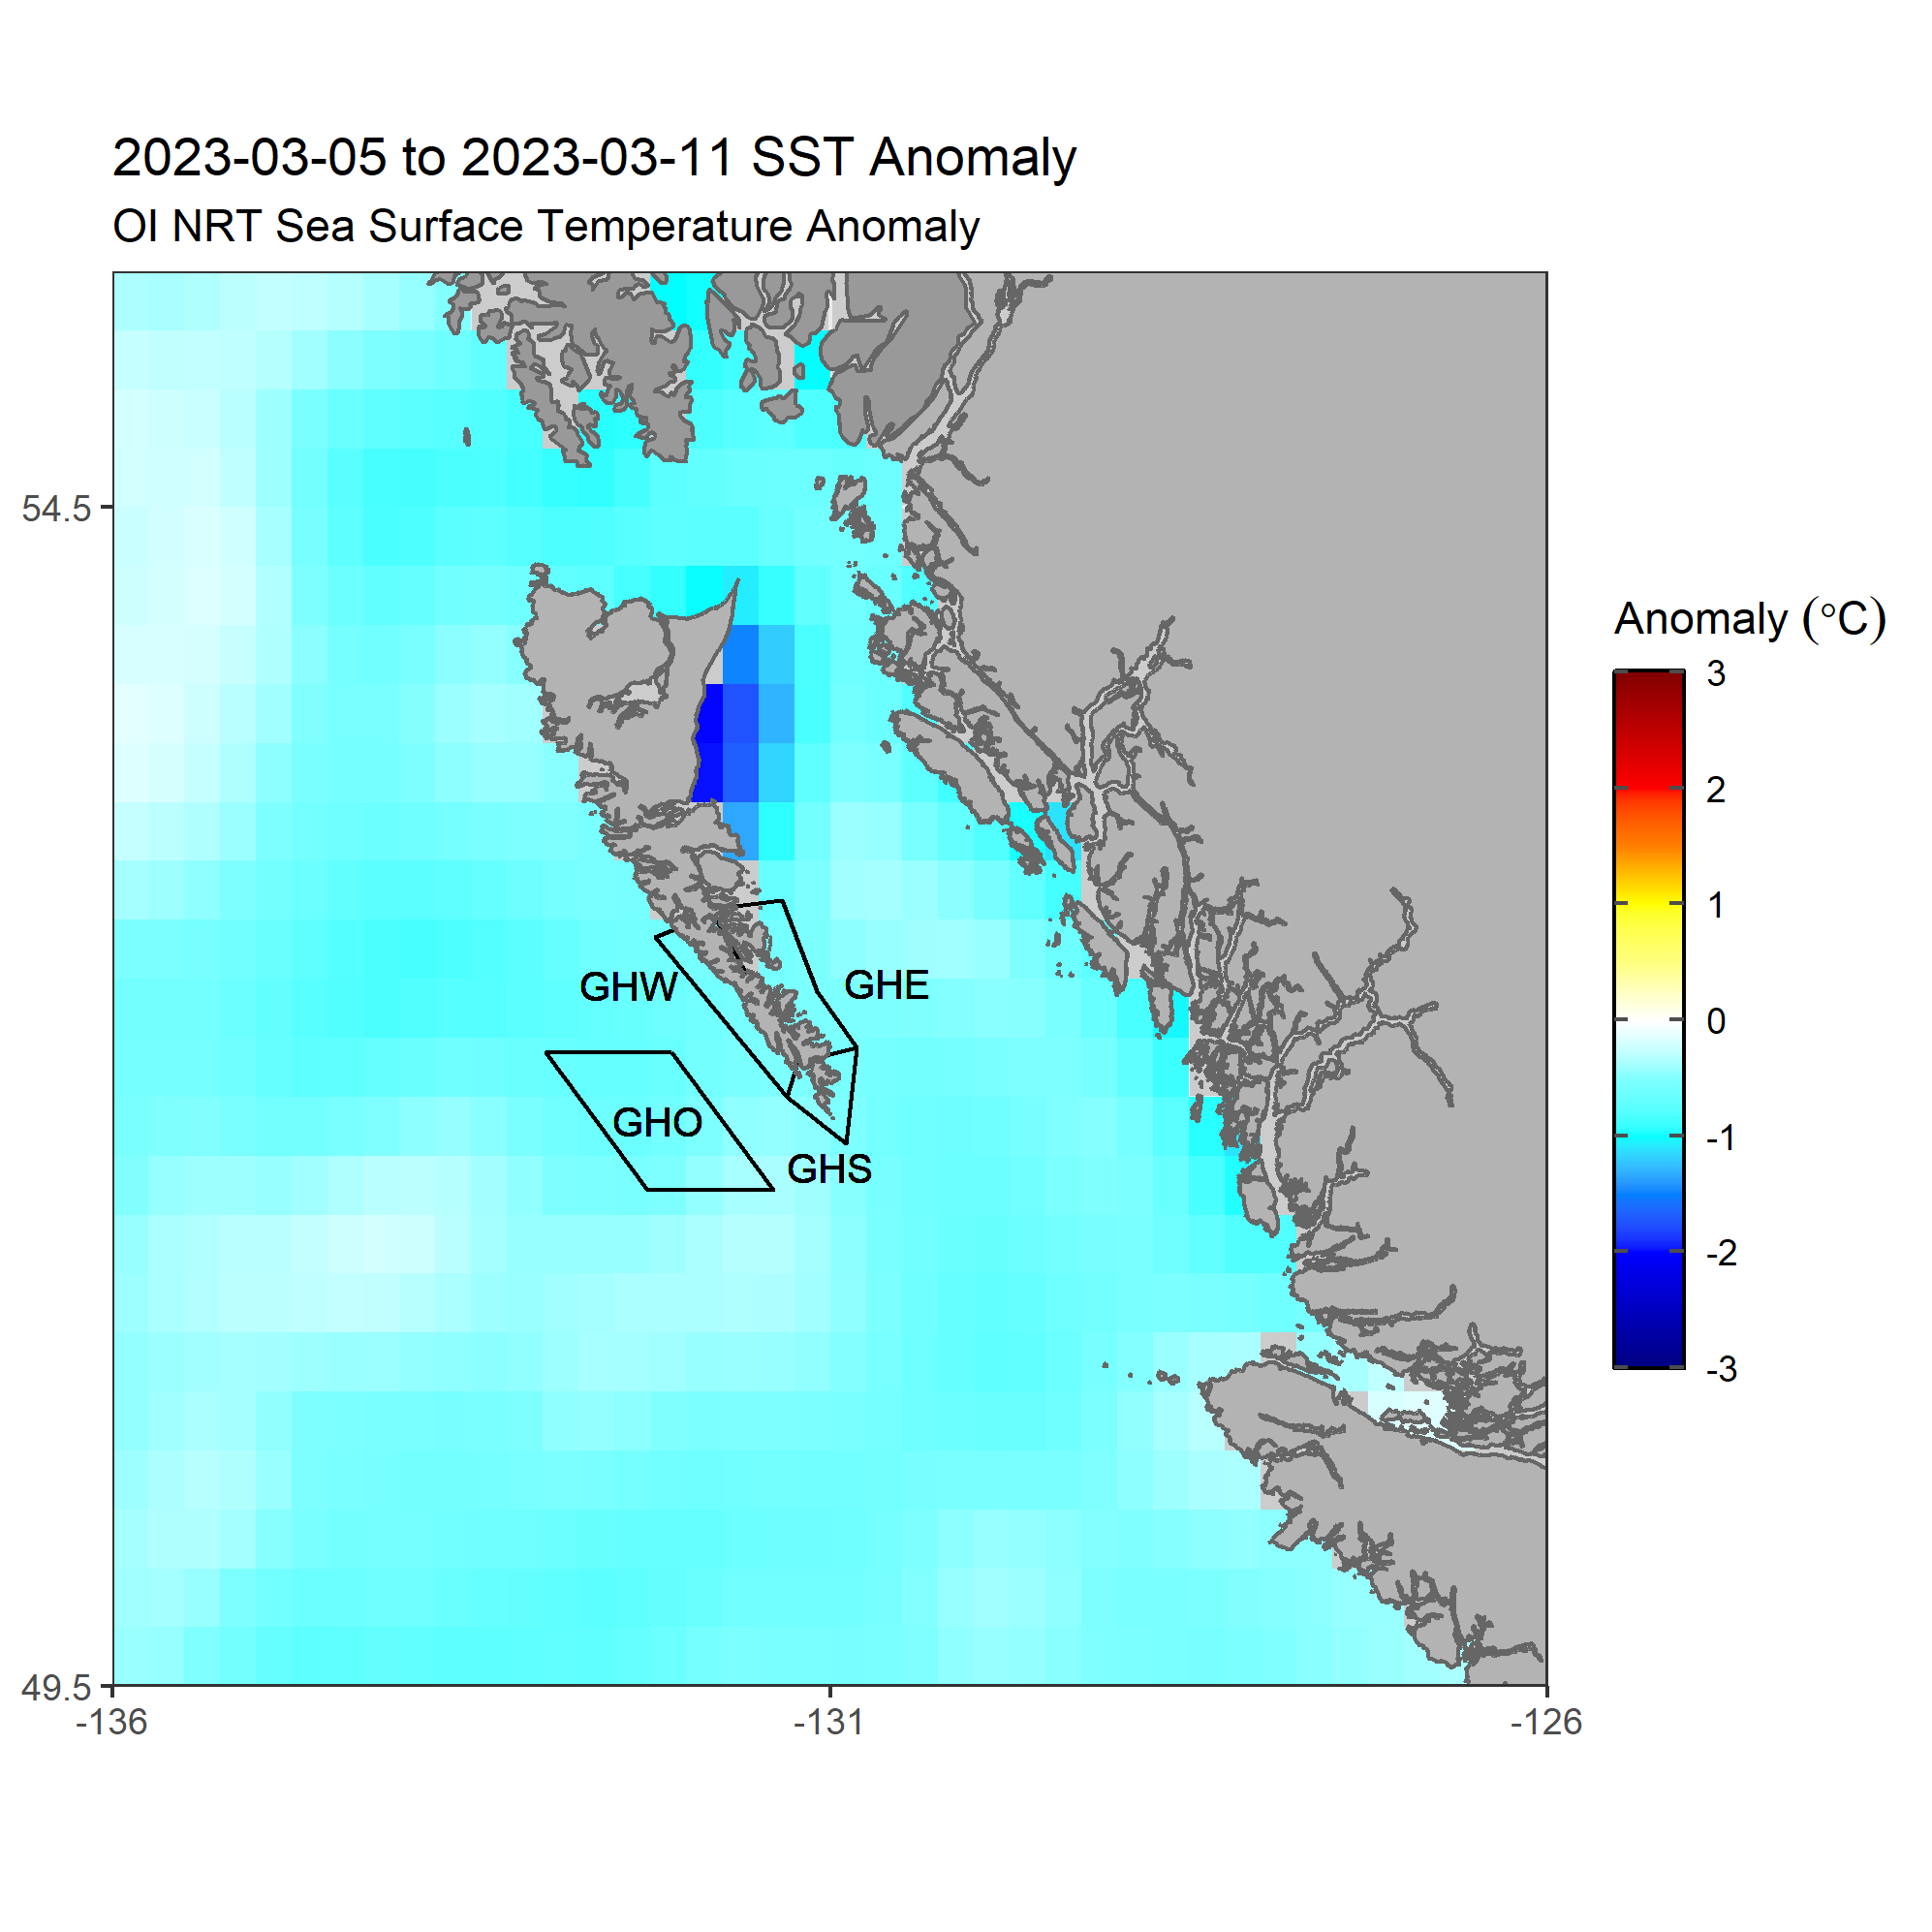 2023-03-05 to 2023-03-11 SST Anomaly
OI NRT Sea Surface Temperature Anomaly
54.5
49.5
-136
-131
-126
GHW
GHE
GHO
GHS
Anomaly (°C)
3
2
1
0
-1
-2
-3